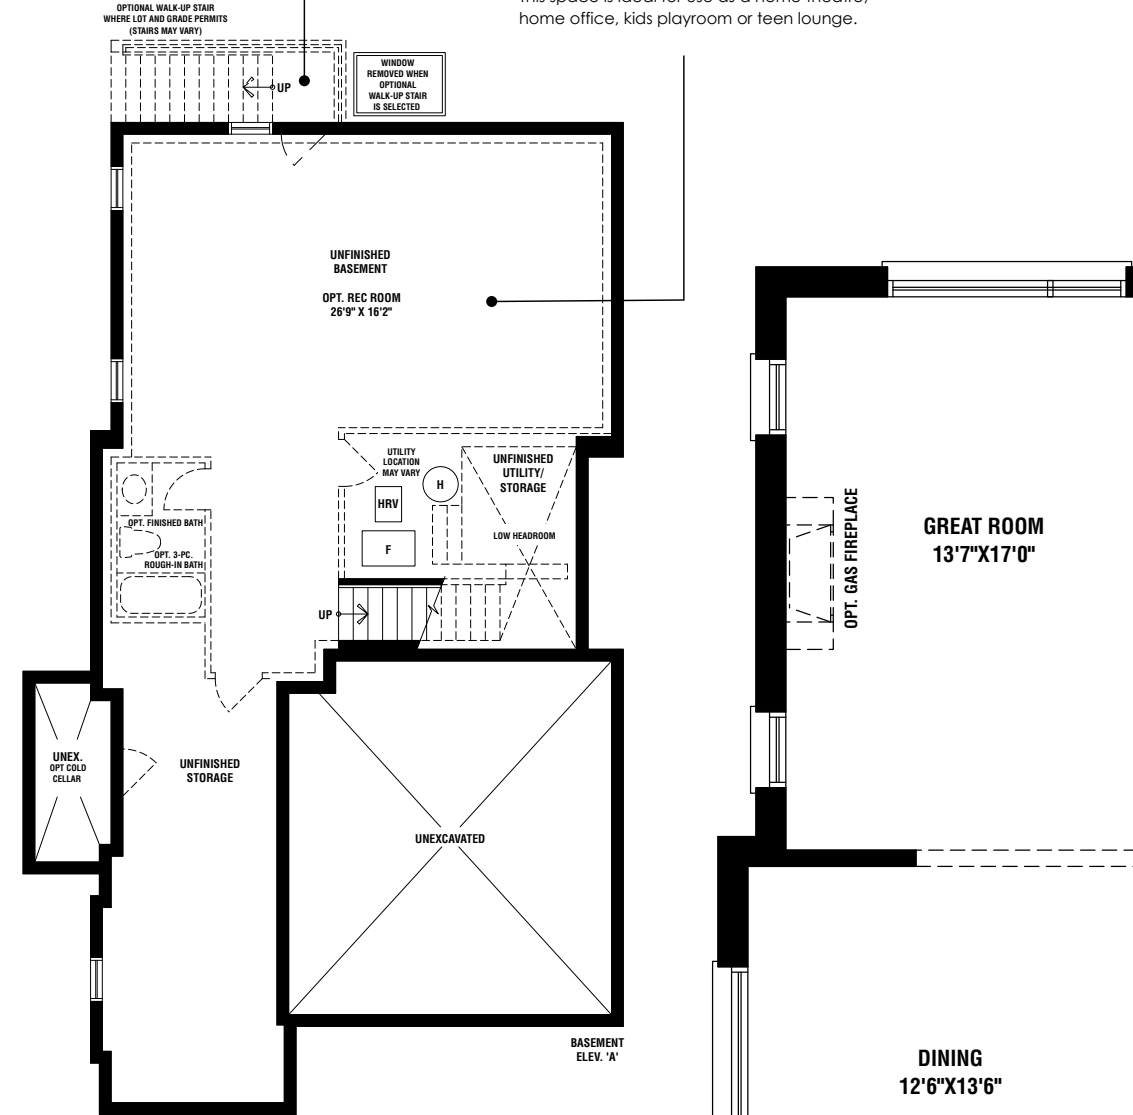 OPTIONAL WALK-UP STAIR
WHERE LOT AND GRADE PERMITS
(STAIRS MAY VARY)
home office, kids playroom or teen lounge.
UP
WINDOW
REMOVED WHEN
OPTIONAL
WALK-UP STAIR
IS SELECTED
UNFINISHED
BASEMENT
OPT. REC ROOM
26'9" X 16'2"
UTILITY
LOCATION
MAY VARY
HRV
H
F
UNFINISHED
UTILITY/
STORAGE
LOW HEADROOM
OPT. FINISHED BATH
OPT. 3-PC.
ROUGH-IN BATH
UP
UNEX.
OPT COLD
CELLAR
UNFINISHED
STORAGE
UNEXCAVATED
BASEMENT
ELEV. 'A'
OPT. GAS FIREPLACE
GREAT ROOM
13'7"X17'0"
DINING
12'6"X13'6"